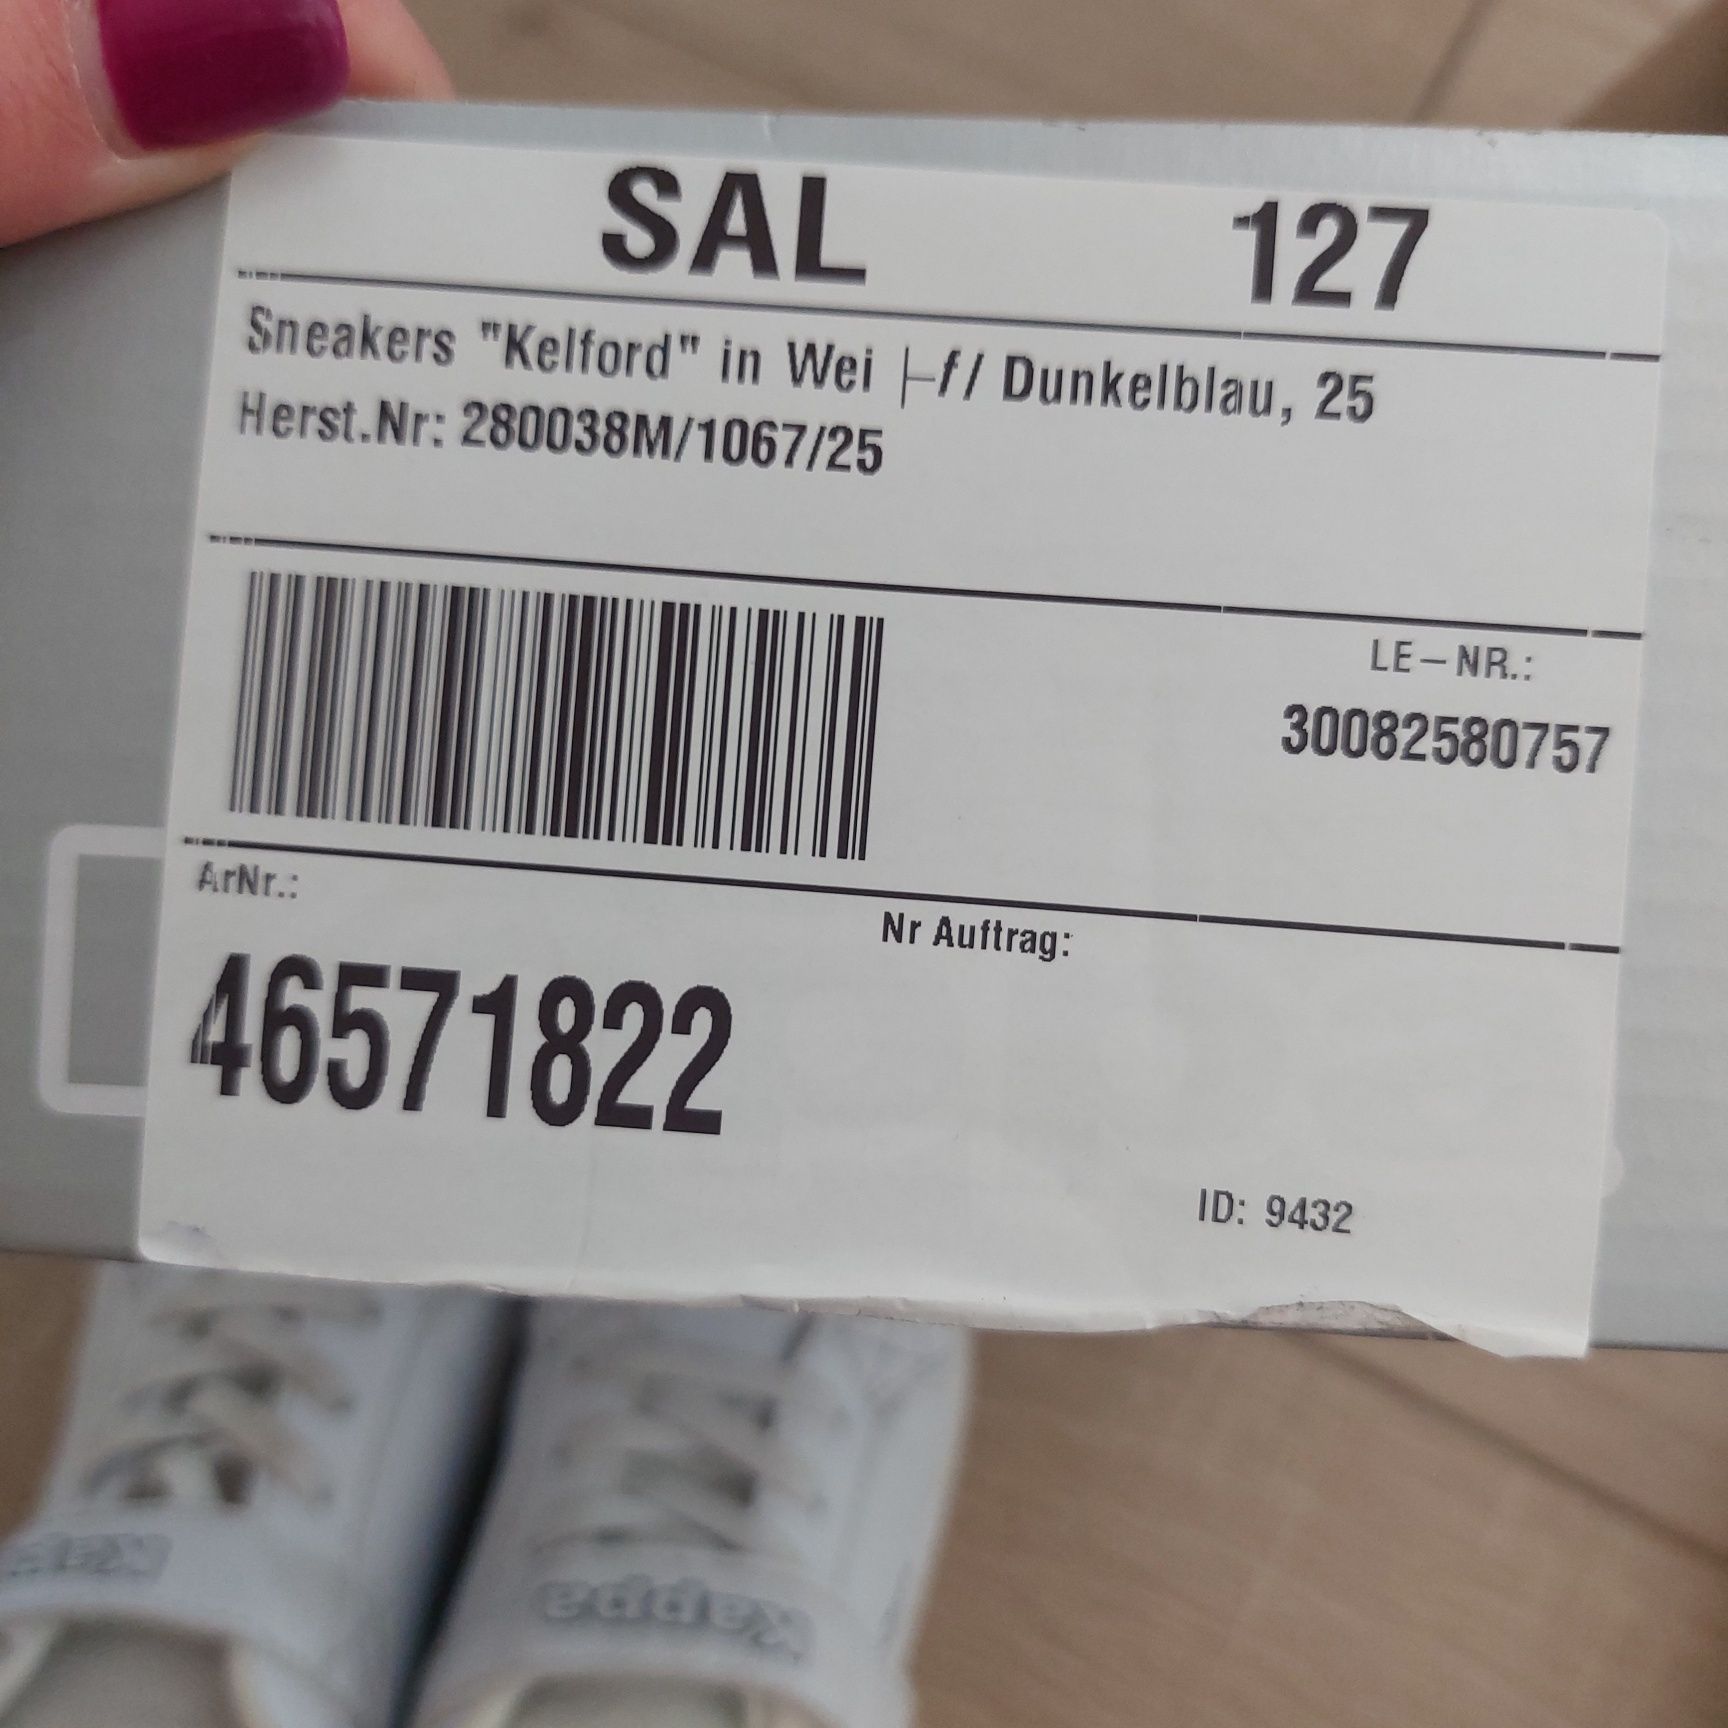 SAL 127
Sneakers "Kelford" in Wei ├ƒ/ Dunkelblau, 25
Herst.Nr: 280038M/1067/25
LE-NR.:
30082580757
ArNr.:
Nr Auftrag:
46571822
ID: 9432
Kappa